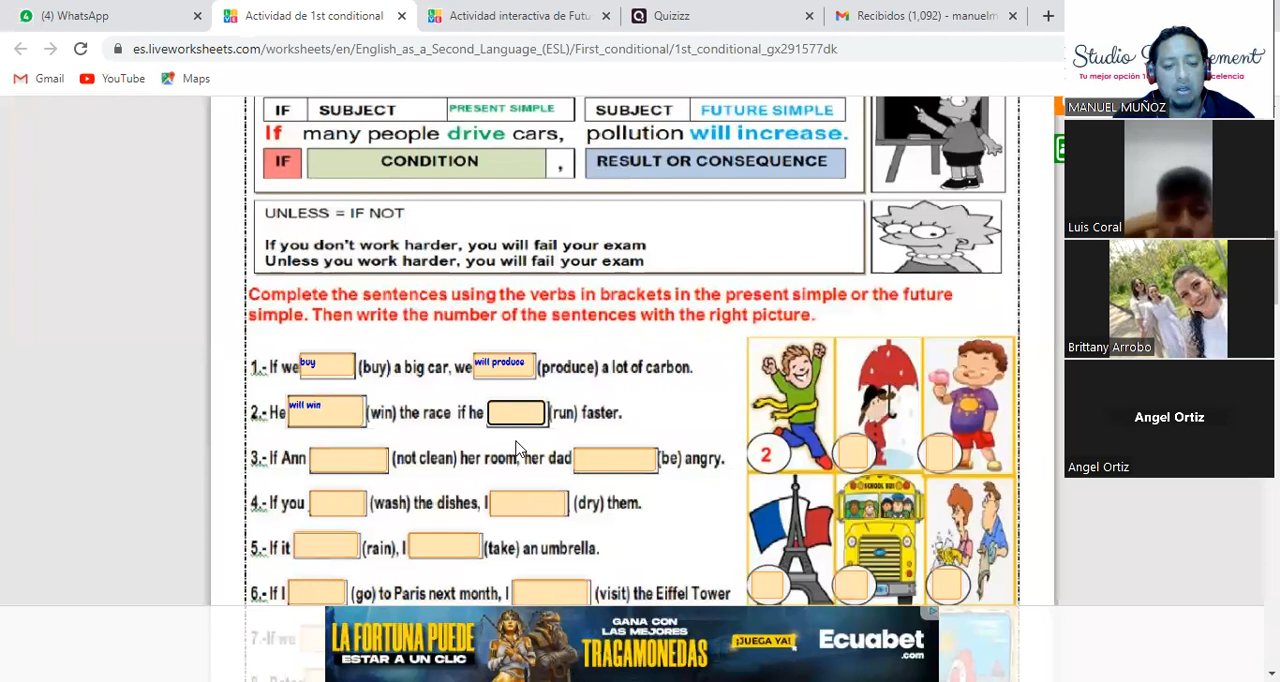 (4) WhatsApp
Actividad de 1st conditional
Actividad interactiva de Futu
Quizizz
Recibidos (1,092) - manuelm
es.liveworksheets.com/worksheets/en/English_as_a_Second_Language_(ESL)/First_conditional/1st_conditional_gx291577dk
Gmail
YouTube
Maps
IF SUBJECT PRESENT SIMPLE SUBJECT FUTURE SIMPLE
If many people drive cars, pollution will increase.
IF CONDITION , RESULT OR CONSEQUENCE
UNLESS = IF NOT
If you don't work harder, you will fail your exam
Unless you work harder, you will fail your exam
Complete the sentences using the verbs in brackets in the present simple or the future
simple. Then write the number of the sentences with the right picture.
1.- If we buy (buy) a big car, we will produce (produce) a lot of carbon.
2.- He will win (win) the race if he (run) faster.
3.- If Ann (not clean) her room, her dad (be) angry.
4.- If you (wash) the dishes, I (dry) them.
5.- If it (rain), I (take) an umbrella.
6.- If I (go) to Paris next month, I (visit) the Eiffel Tower
7.-If we
2
SCHOOL BUS
LA FORTUNA PUEDE
ESTAR A UN CLIC
GANA CON
LAS MEJORES
TRAGAMONEDAS
¡JUEGA YA!
Ecuabet
.com
MANUEL MUÑOZ
Luis Coral
Brittany Arrobo
Angel Ortiz
Angel Ortiz